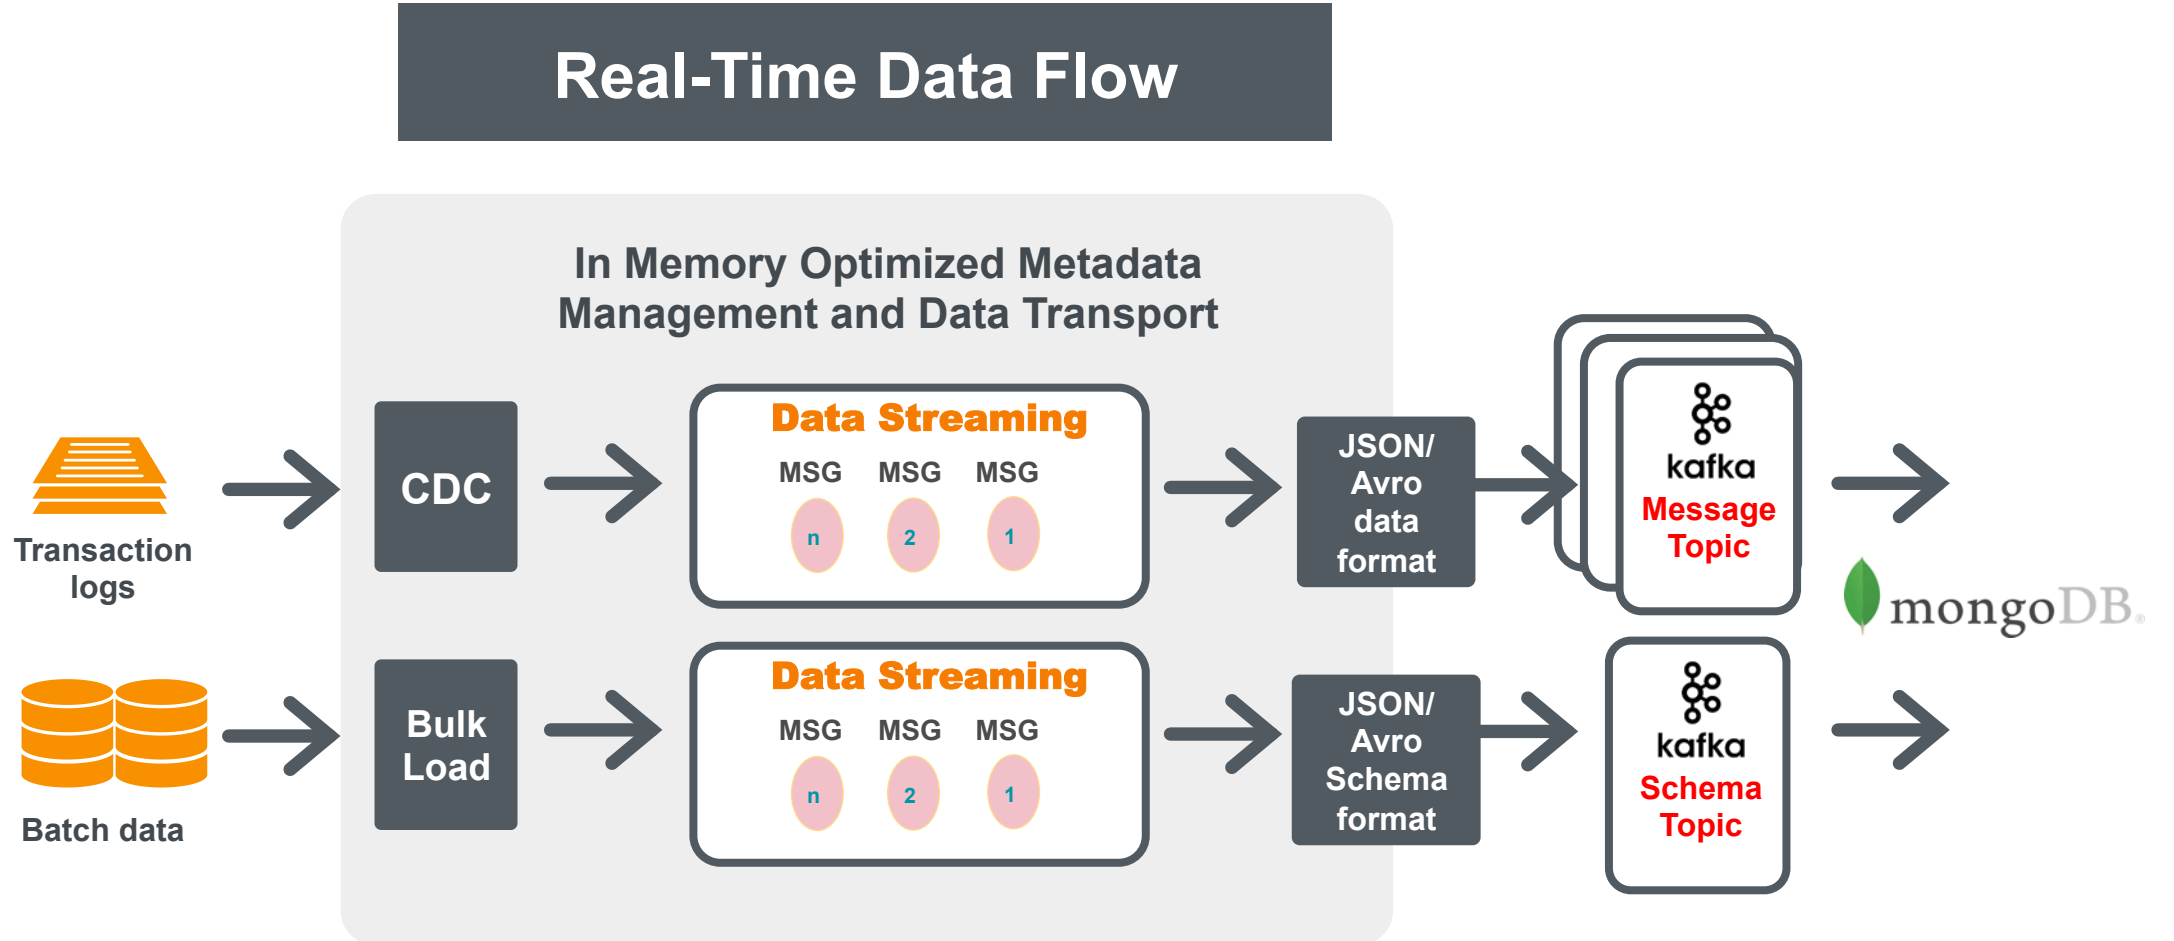 Real-Time Data Flow
In Memory Optimized Metadata
Management and Data Transport
Transaction
logs
CDC
Data Streaming
MSG MSG MSG
n 2 1
JSON/
Avro
data
format
kafka
Message
Topic
mongoDB®
Batch data
Bulk
Load
Data Streaming
MSG MSG MSG
n 2 1
JSON/
Avro
Schema
format
kafka
Schema
Topic